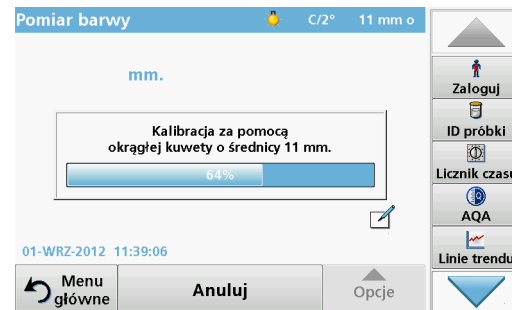 Pomiar barwy C/2° 11 mm o
mm.
Zaloguj
Kalibracja za pomocą
okrągłej kuwety o średnicy 11 mm.
64%
ID próbki
Licznik czasu
AQA
Linie trendu
01-WRZ-2012 11:39:06
Menu
główne
Anuluj
Opcje